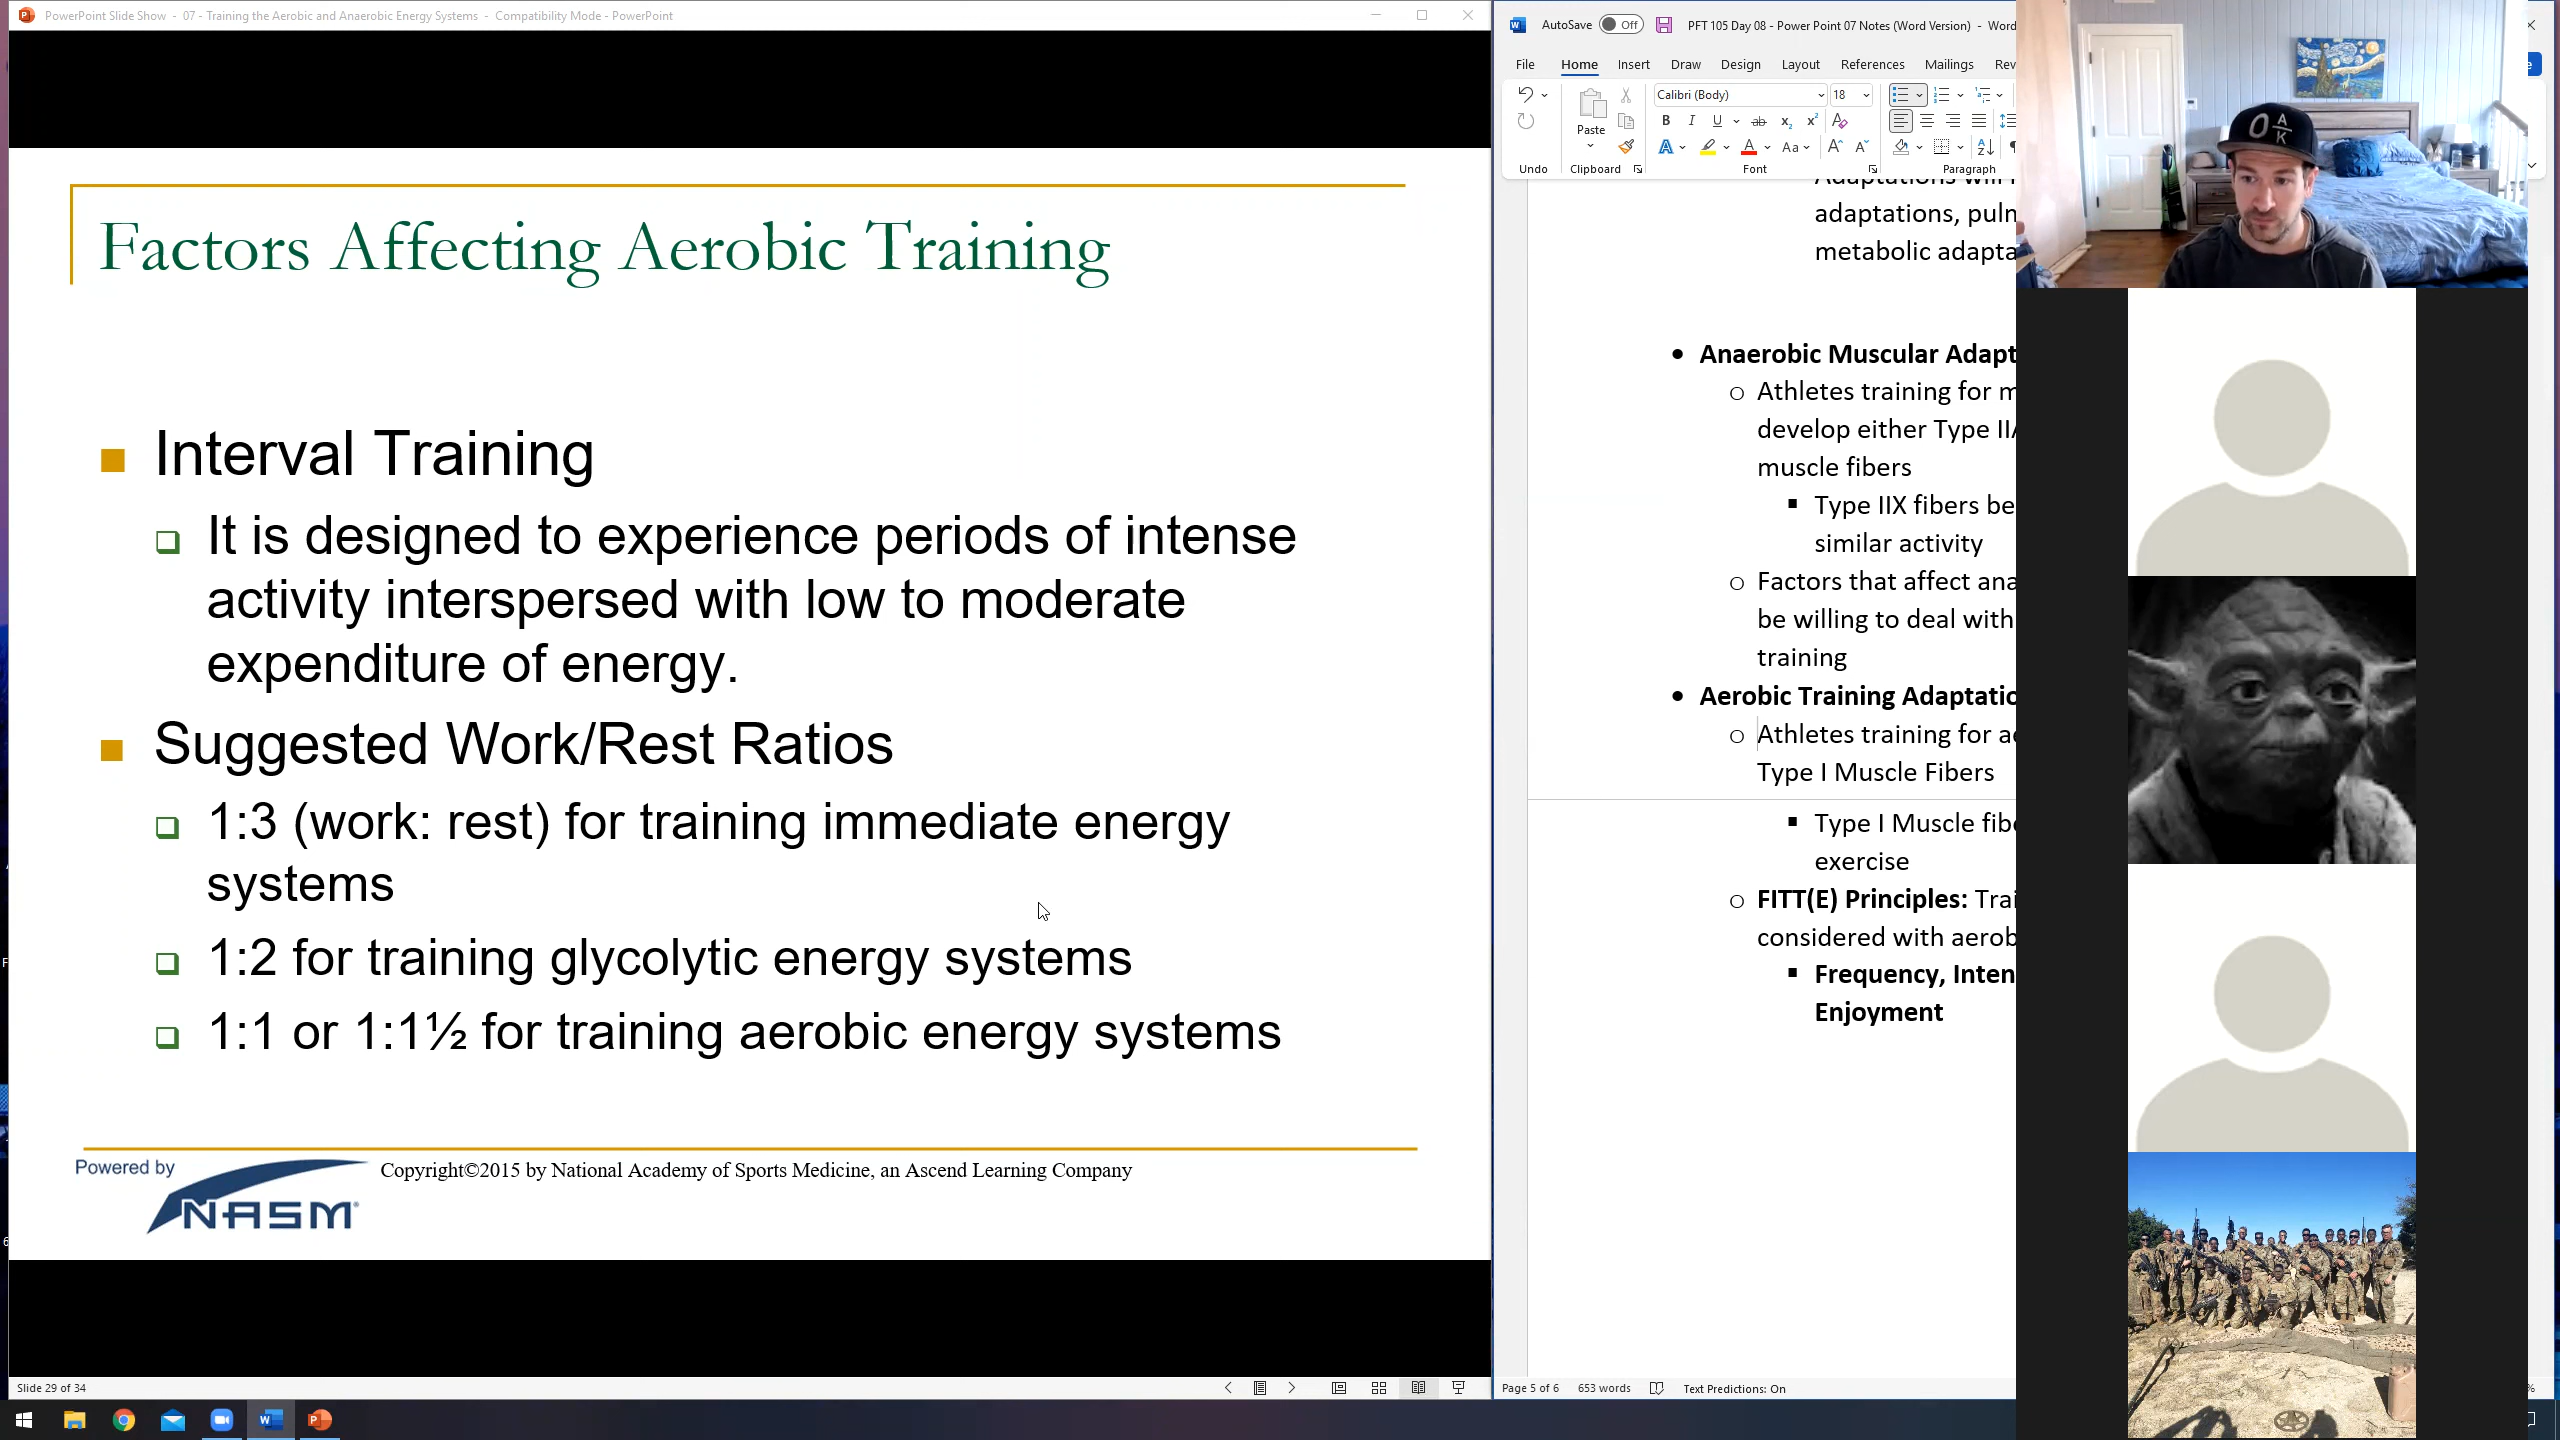 PowerPoint Slide Show - 07 - Training the Aerobic and Anaerobic Energy Systems - Compatibility Mode - PowerPoint
Factors Affecting Aerobic Training
Interval Training
It is designed to experience periods of intense
activity interspersed with low to moderate
expenditure of energy.
Suggested Work/Rest Ratios
1:3 (work: rest) for training immediate energy
systems
1:2 for training glycolytic energy systems
1:1 or 1:1½ for training aerobic energy systems
Powered by
NASM
Copyright©2015 by National Academy of Sports Medicine, an Ascend Learning Company
Slide 29 of 34
AutoSave Off PFT 105 Day 08 - Power Point 07 Notes (Word Version) - Word
File Home Insert Draw Design Layout References Mailings Rev
Calibri (Body) 18
Paste
B I U ab x₂ x²
A A Aa A A
Undo Clipboard Font Paragraph
adaptations, pulm
metabolic adapta
Anaerobic Muscular Adapt
Athletes training for m
develop either Type IIA
muscle fibers
Type IIX fibers be
similar activity
Factors that affect ana
be willing to deal with
training
Aerobic Training Adaptatio
Athletes training for ae
Type I Muscle Fibers
Type I Muscle fibe
exercise
FITT(E) Principles: Trai
considered with aerob
Frequency, Inten
Enjoyment
Page 5 of 6 653 words Text Predictions: On
OAK